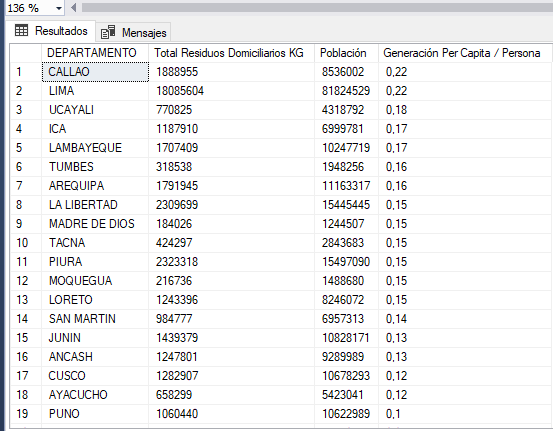 136 %
Resultados Mensajes
DEPARTAMENTO Total Residuos Domiciliarios KG Población Generación Per Capita / Persona
1 CALLAO 1888955 8536002 0,22
2 LIMA 18085604 81824529 0,22
3 UCAYALI 770825 4318792 0,18
4 ICA 1187910 6999781 0,17
5 LAMBAYEQUE 1707409 10247719 0,17
6 TUMBES 318538 1948256 0,16
7 AREQUIPA 1791945 11163317 0,16
8 LA LIBERTAD 2309699 15445445 0,15
9 MADRE DE DIOS 184026 1244507 0,15
10 TACNA 424297 2843683 0,15
11 PIURA 2323318 15497090 0,15
12 MOQUEGUA 216736 1488680 0,15
13 LORETO 1243396 8246072 0,15
14 SAN MARTIN 984777 6957313 0,14
15 JUNIN 1439379 10828171 0,13
16 ANCASH 1247801 9289989 0,13
17 CUSCO 1282907 10678293 0,12
18 AYACUCHO 658299 5423041 0,12
19 PUNO 1060440 10622989 0,1